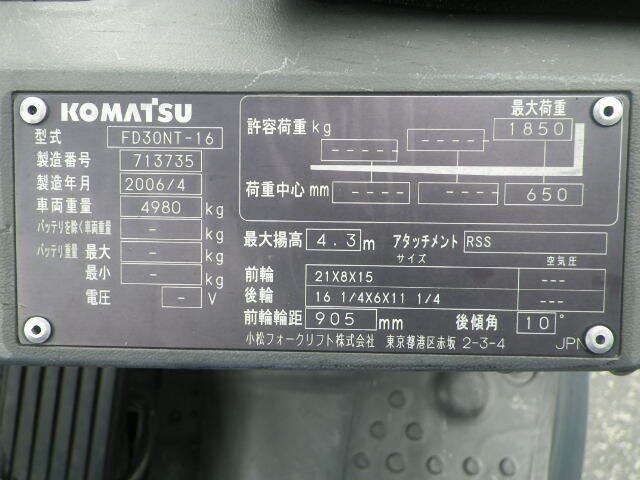 KOMATSU
型式 FD30NT-16
製造番号 713735
製造年月 2006/4
車両重量 4980 kg
バッテリを除く車両重量 - kg
バッテリ重量 最大 - kg
最小 - kg
電圧 - V
最大荷重
許容荷重 kg ----- ----- 1850
荷重中心 mm ---- --- 650
最大揚高 4.3 m アタッチメント RSS
サイズ 空気圧
前輪 21X8X15 ---
後輪 16 1/4X6X11 1/4 ---
前輪輪距 905 mm 後傾角 10°
小松フォークリフト株式会社 東京都港区赤坂 2-3-4 JPN